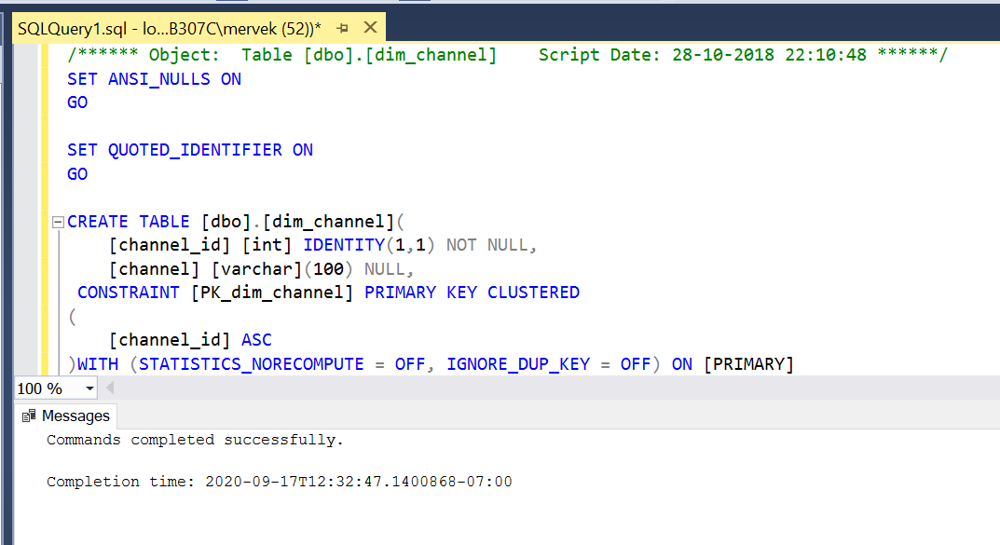 SQLQuery1.sql - lo...B307C\mervek (52))*
/****** Object:  Table [dbo].[dim_channel]    Script Date: 28-10-2018 22:10:48 ******/
SET ANSI_NULLS ON
GO
SET QUOTED_IDENTIFIER ON
GO
CREATE TABLE [dbo].[dim_channel](
    [channel_id] [int] IDENTITY(1,1) NOT NULL,
    [channel] [varchar](100) NULL,
 CONSTRAINT [PK_dim_channel] PRIMARY KEY CLUSTERED
(
    [channel_id] ASC
)WITH (STATISTICS_NORECOMPUTE = OFF, IGNORE_DUP_KEY = OFF) ON [PRIMARY]
100 %
Messages
Commands completed successfully.
Completion time: 2020-09-17T12:32:47.1400868-07:00